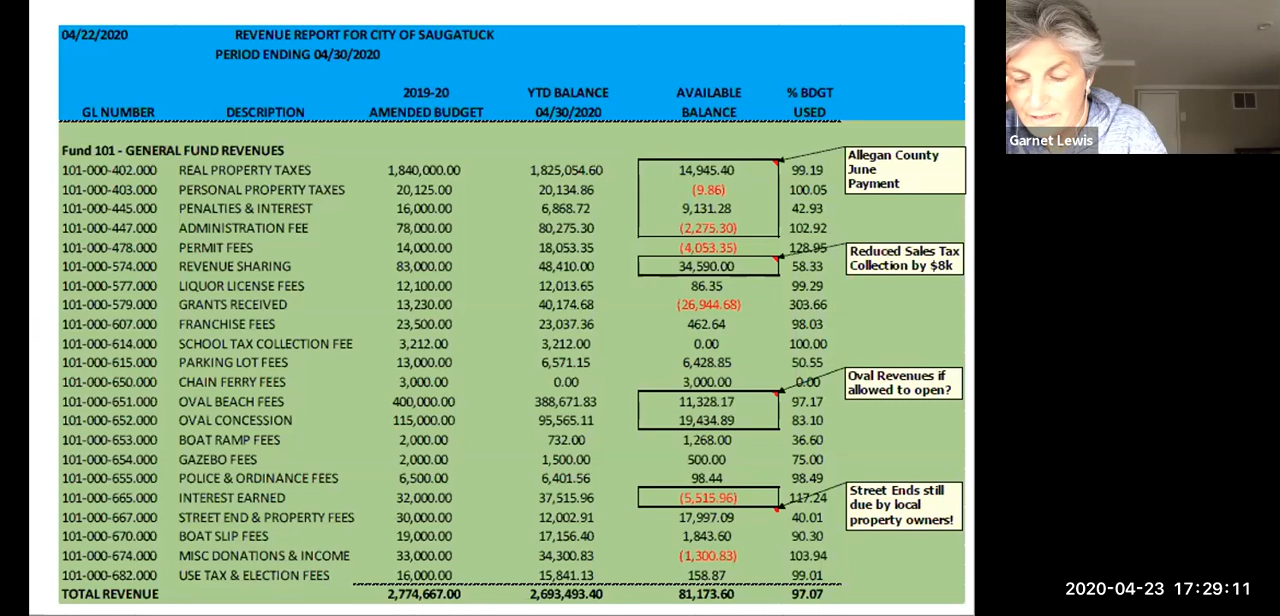 04/22/2020 REVENUE REPORT FOR CITY OF SAUGATUCK
PERIOD ENDING 04/30/2020
2019-20 YTD BALANCE AVAILABLE % BDGT
GL NUMBER DESCRIPTION AMENDED BUDGET 04/30/2020 BALANCE USED
Fund 101 - GENERAL FUND REVENUES
101-000-402.000 REAL PROPERTY TAXES 1,840,000.00 1,825,054.60 14,945.40 99.19
101-000-403.000 PERSONAL PROPERTY TAXES 20,125.00 20,134.86 (9.86) 100.05
101-000-445.000 PENALTIES & INTEREST 16,000.00 6,868.72 9,131.28 42.93
101-000-447.000 ADMINISTRATION FEE 78,000.00 80,275.30 (2,275.30) 102.92
101-000-478.000 PERMIT FEES 14,000.00 18,053.35 (4,053.35) 128.95
101-000-574.000 REVENUE SHARING 83,000.00 48,410.00 34,590.00 58.33
101-000-577.000 LIQUOR LICENSE FEES 12,100.00 12,013.65 86.35 99.29
101-000-579.000 GRANTS RECEIVED 13,230.00 40,174.68 (26,944.68) 303.66
101-000-607.000 FRANCHISE FEES 23,500.00 23,037.36 462.64 98.03
101-000-614.000 SCHOOL TAX COLLECTION FEE 3,212.00 3,212.00 0.00 100.00
101-000-615.000 PARKING LOT FEES 13,000.00 6,571.15 6,428.85 50.55
101-000-650.000 CHAIN FERRY FEES 3,000.00 0.00 3,000.00 0.00
101-000-651.000 OVAL BEACH FEES 400,000.00 388,671.83 11,328.17 97.17
101-000-652.000 OVAL CONCESSION 115,000.00 95,565.11 19,434.89 83.10
101-000-653.000 BOAT RAMP FEES 2,000.00 732.00 1,268.00 36.60
101-000-654.000 GAZEBO FEES 2,000.00 1,500.00 500.00 75.00
101-000-655.000 POLICE & ORDINANCE FEES 6,500.00 6,401.56 98.44 98.49
101-000-665.000 INTEREST EARNED 32,000.00 37,515.96 (5,515.96) 117.24
101-000-667.000 STREET END & PROPERTY FEES 30,000.00 12,002.91 17,997.09 40.01
101-000-670.000 BOAT SLIP FEES 19,000.00 17,156.40 1,843.60 90.30
101-000-674.000 MISC DONATIONS & INCOME 33,000.00 34,300.83 (1,300.83) 103.94
101-000-682.000 USE TAX & ELECTION FEES 16,000.00 15,841.13 158.87 99.01
TOTAL REVENUE 2,774,667.00 2,693,493.40 81,173.60 97.07
Allegan County
June
Payment
Reduced Sales Tax
Collection by $8k
Oval Revenues if
allowed to open?
Street Ends still
due by local
property owners!
Garnet Lewis
2020-04-23 17:29:11